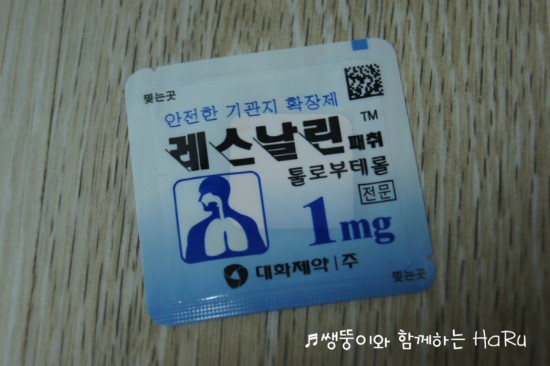 찢는곳
안전한 기관지 확장제
레스날린 패취 TM
툴로부테롤
전문
1mg
대화제약|주
찢는곳
♬쌩뚱이와 함께하는 HaRu